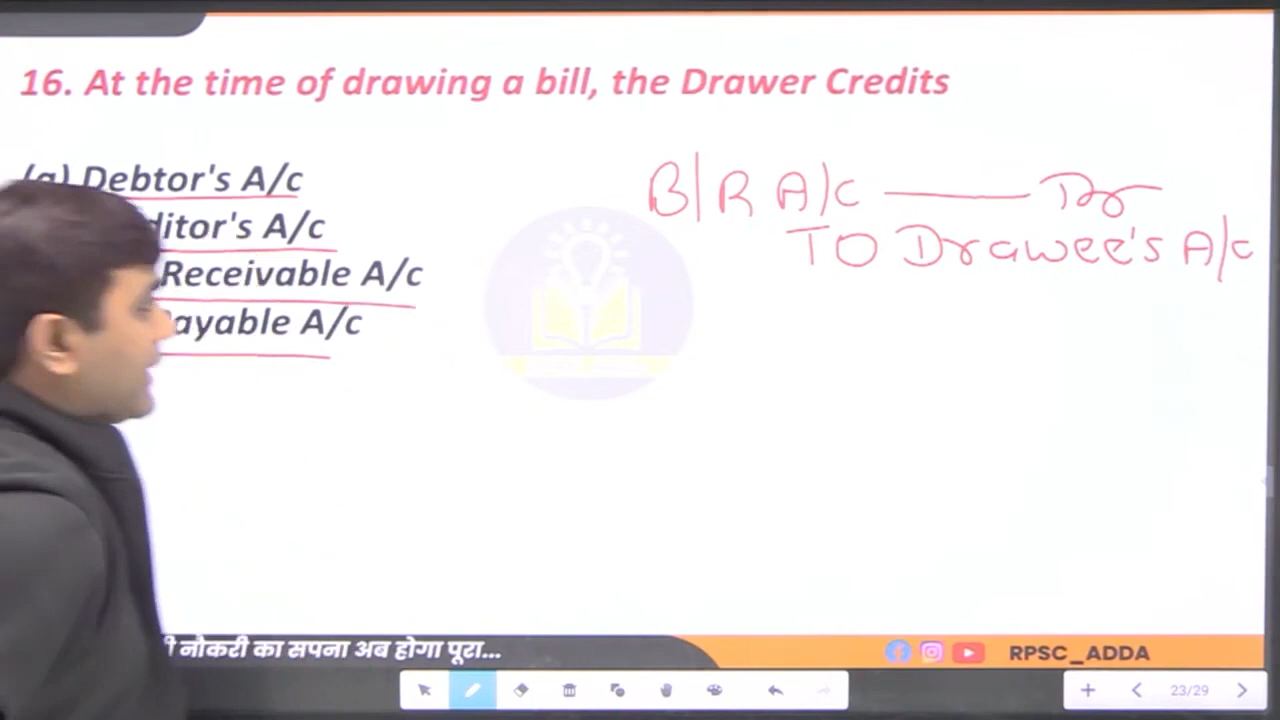 16. At the time of drawing a bill, the Drawer Credits
(a) Debtor's A/c
ditor's A/c
Receivable A/c
ayable A/c
B/R A/c —— Dr
TO Drawee's A/c
नौकरी का सपना अब होगा पूरा...
RPSC_ADDA
23/29